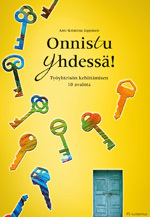 Onnistu
Yhdessä!
Työyhteisön kehittämisen
10 avainta